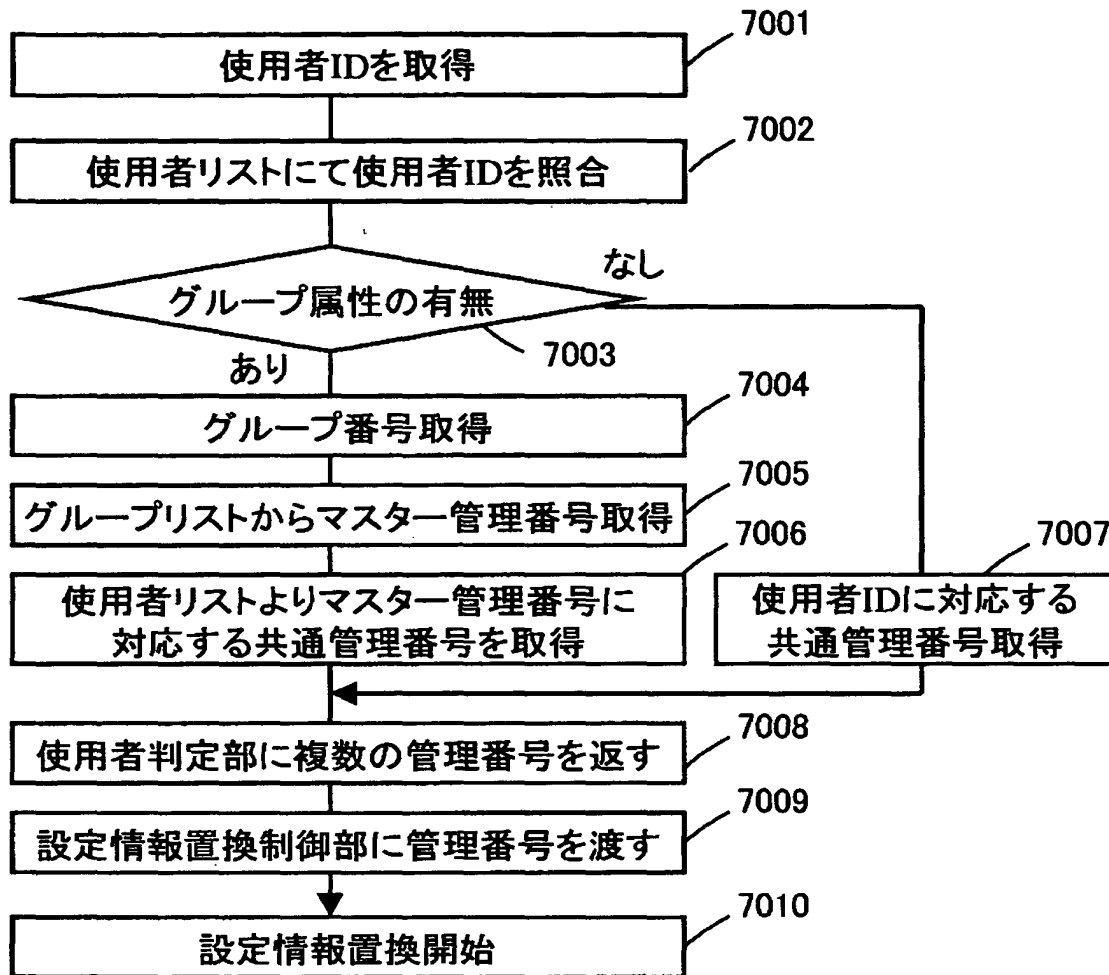 7001
使用者IDを取得
7002
使用者リストにて使用者IDを照合
なし
グループ属性の有無
7003
あり
7004
グループ番号取得
7005
グループリストからマスター管理番号取得
7006
使用者リストよりマスター管理番号に
対応する共通管理番号を取得
7007
使用者IDに対応する
共通管理番号取得
7008
使用者判定部に複数の管理番号を返す
7009
設定情報置換制御部に管理番号を渡す
7010
設定情報置換開始